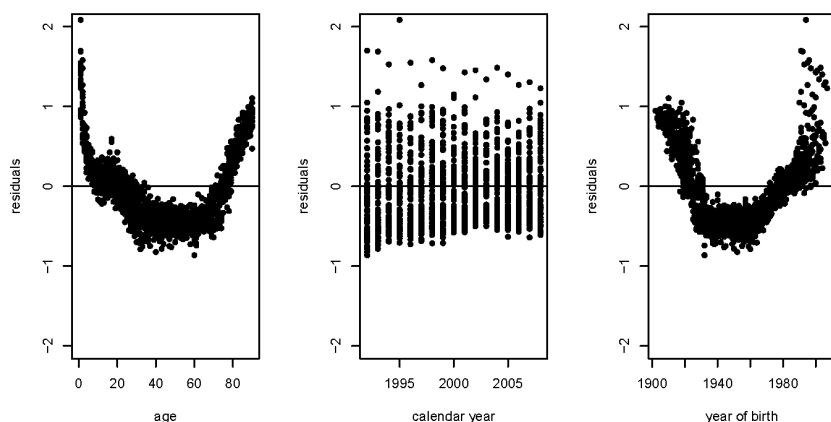 2
1
0
−1
−2
residuals
0 20 40 60 80
age
2
1
0
−1
−2
residuals
1995 2000 2005
calendar year
2
1
0
−1
−2
residuals
1900 1940 1980
year of birth